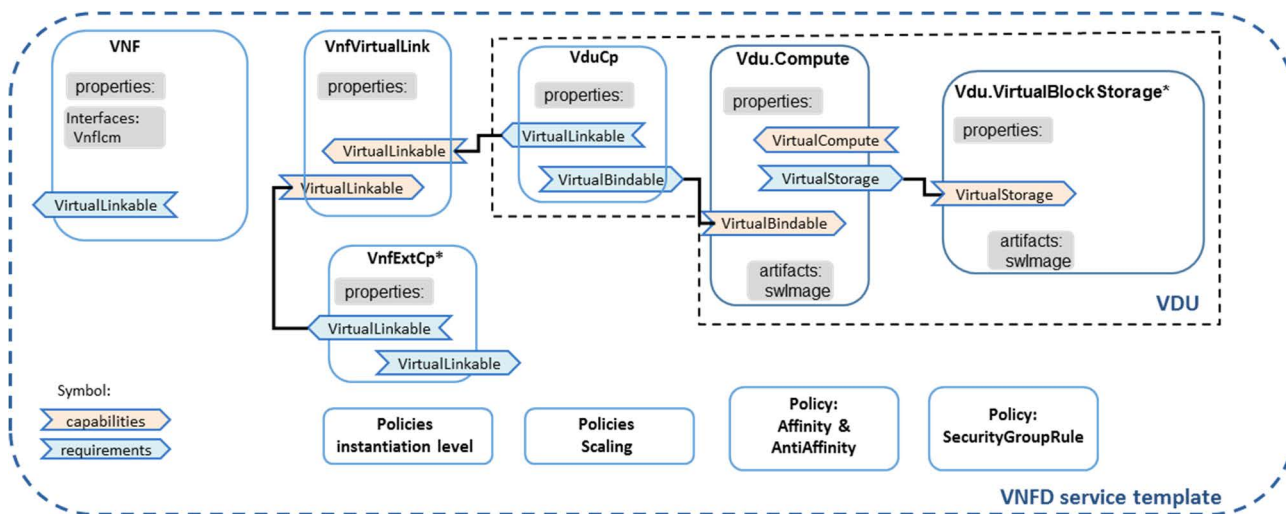 VNF
properties:
Interfaces:
Vnflcm
VirtualLinkable
VnfVirtualLink
properties:
VirtualLinkable
VirtualLinkable
VnfExtCp*
properties:
VirtualLinkable
VirtualLinkable
VduCp
properties:
VirtualLinkable
VirtualBindable
Vdu.Compute
properties:
VirtualCompute
VirtualStorage
VirtualBindable
artifacts:
swImage
Vdu.VirtualBlockStorage*
properties:
VirtualStorage
artifacts:
swImage
VDU
Symbol:
capabilities
requirements
Policies
instantiation level
Policies
Scaling
Policy:
Affinity &
AntiAffinity
Policy:
SecurityGroupRule
VNFD service template